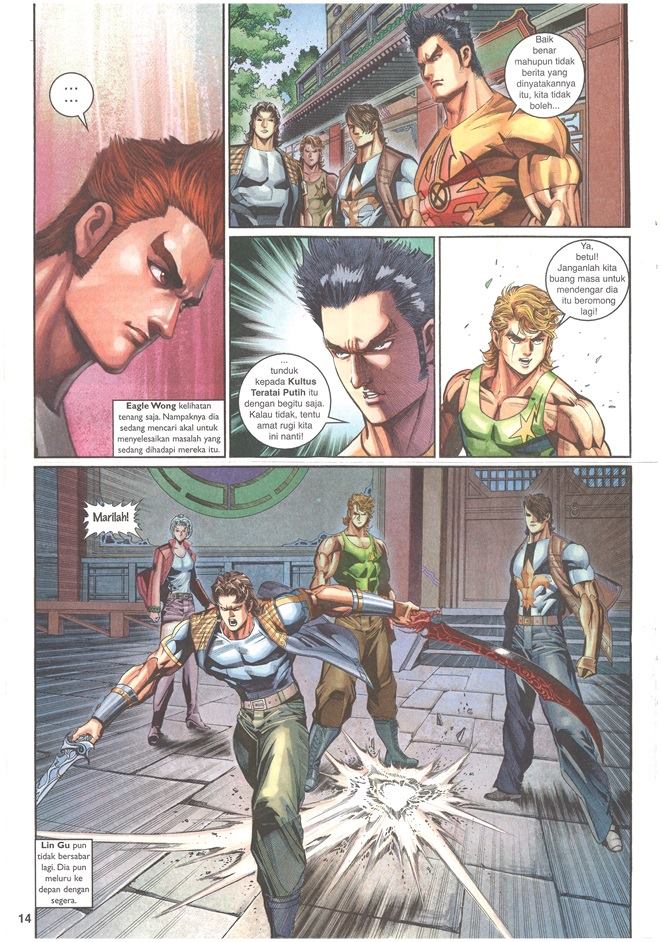 ...
...
Eagle Wong kelihatan
tenang saja. Nampaknya dia
sedang mencari akal untuk
menyelesaikan masalah yang
sedang dihadapi mereka itu.
Baik
benar
mahupun tidak
berita yang
dinyatakannya
itu, kita tidak
boleh...
...
tunduk
kepada Kultus
Teratai Putih itu
dengan begitu saja.
Kalau tidak, tentu
amat rugi kita
ini nanti!
Ya,
betul!
Janganlah kita
buang masa untuk
mendengar dia
itu beromong
lagi!
Marilah!
Lin Gu pun
tidak bersabar
lagi. Dia pun
meluru ke
depan dengan
segera.
14